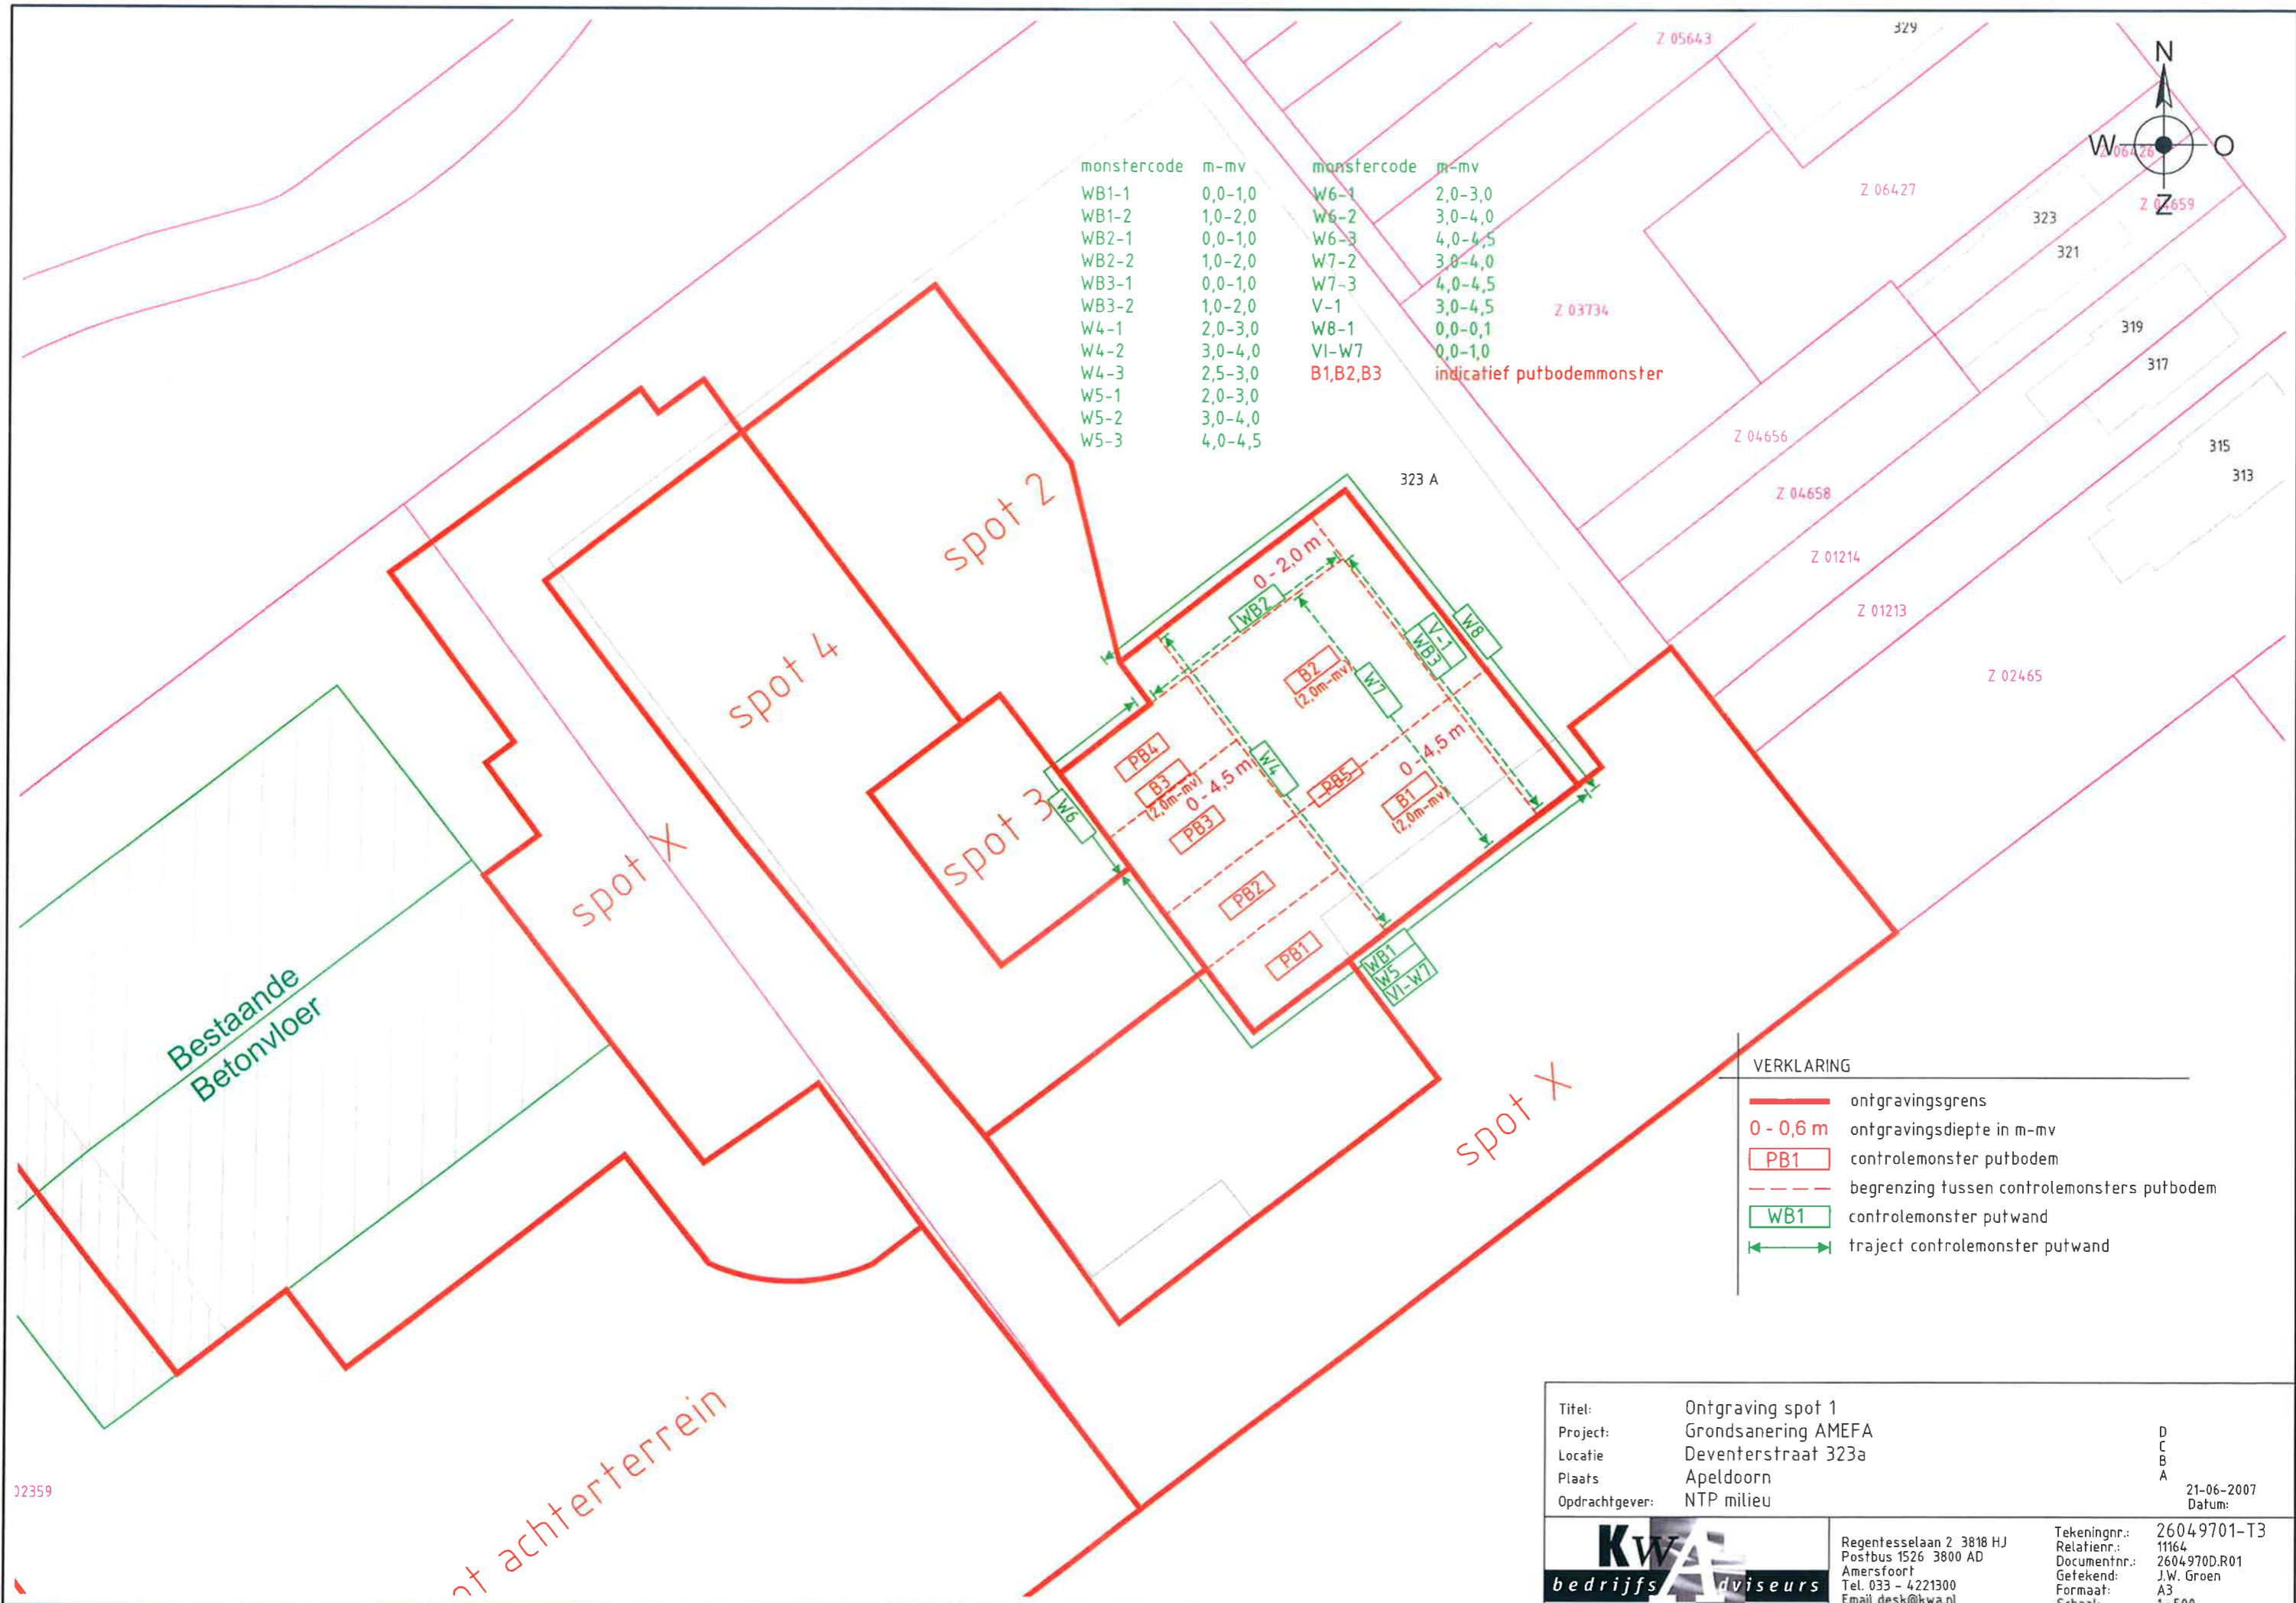 329
Z 05643
N
W
O
Z
Z 06426
Z 06427
Z 04659
323
321
monstercode m-mv monstercode m-mv
WB1-1 0,0-1,0 W6-1 2,0-3,0
WB1-2 1,0-2,0 W6-2 3,0-4,0
WB2-1 0,0-1,0 W6-3 4,0-4,5
WB2-2 1,0-2,0 W7-2 3,0-4,0
WB3-1 0,0-1,0 W7-3 4,0-4,5
WB3-2 1,0-2,0 V-1 3,0-4,5
W4-1 2,0-3,0 W8-1 0,0-0,1
W4-2 3,0-4,0 VI-W7 0,0-1,0
W4-3 2,5-3,0 B1,B2,B3 indicatief putbodemmonster
W5-1 2,0-3,0
W5-2 3,0-4,0
W5-3 4,0-4,5
Z 03734
319
317
Z 04656
315
313
323 A
Z 04658
Z 01214
Z 01213
Z 02465
spot 2
spot 4
spot 3
spot X
0 - 2,0 m
WB2
W8
V-1
WB3
B2
(2,0m-mv)
W7
PB4
B3
(2,0m-mv)
0 - 4,5 m
W4
PB5
0 - 4,5 m
B1
(2,0m-mv)
W6
PB3
PB2
PB1
WB1
W5
VI-W7
Bestaande
Betonvloer
spot X
VERKLARING
ontgravingsgrens
0 - 0,6 m ontgravingsdiepte in m-mv
PB1 controlemonster putbodem
begrenzing tussen controlemonsters putbodem
WB1 controlemonster putwand
traject controlemonster putwand
02359
ot achterterrein
Titel: Ontgraving spot 1
Project: Grondsanering AMEFA
Locatie Deventerstraat 323a
Plaats Apeldoorn
Opdrachtgever: NTP milieu
D
C
B
A
21-06-2007
Datum:
KWA
bedrijfs Adviseurs
Regentesselaan 2 3818 HJ
Postbus 1526 3800 AD
Amersfoort
Tel. 033 - 4221300
Email desk@kwa.nl
Tekeningnr.: 26049701-T3
Relatienr.: 11164
Documentnr.: 2604970D.R01
Getekend: J.W. Groen
Formaat: A3
Schaal: 1:500